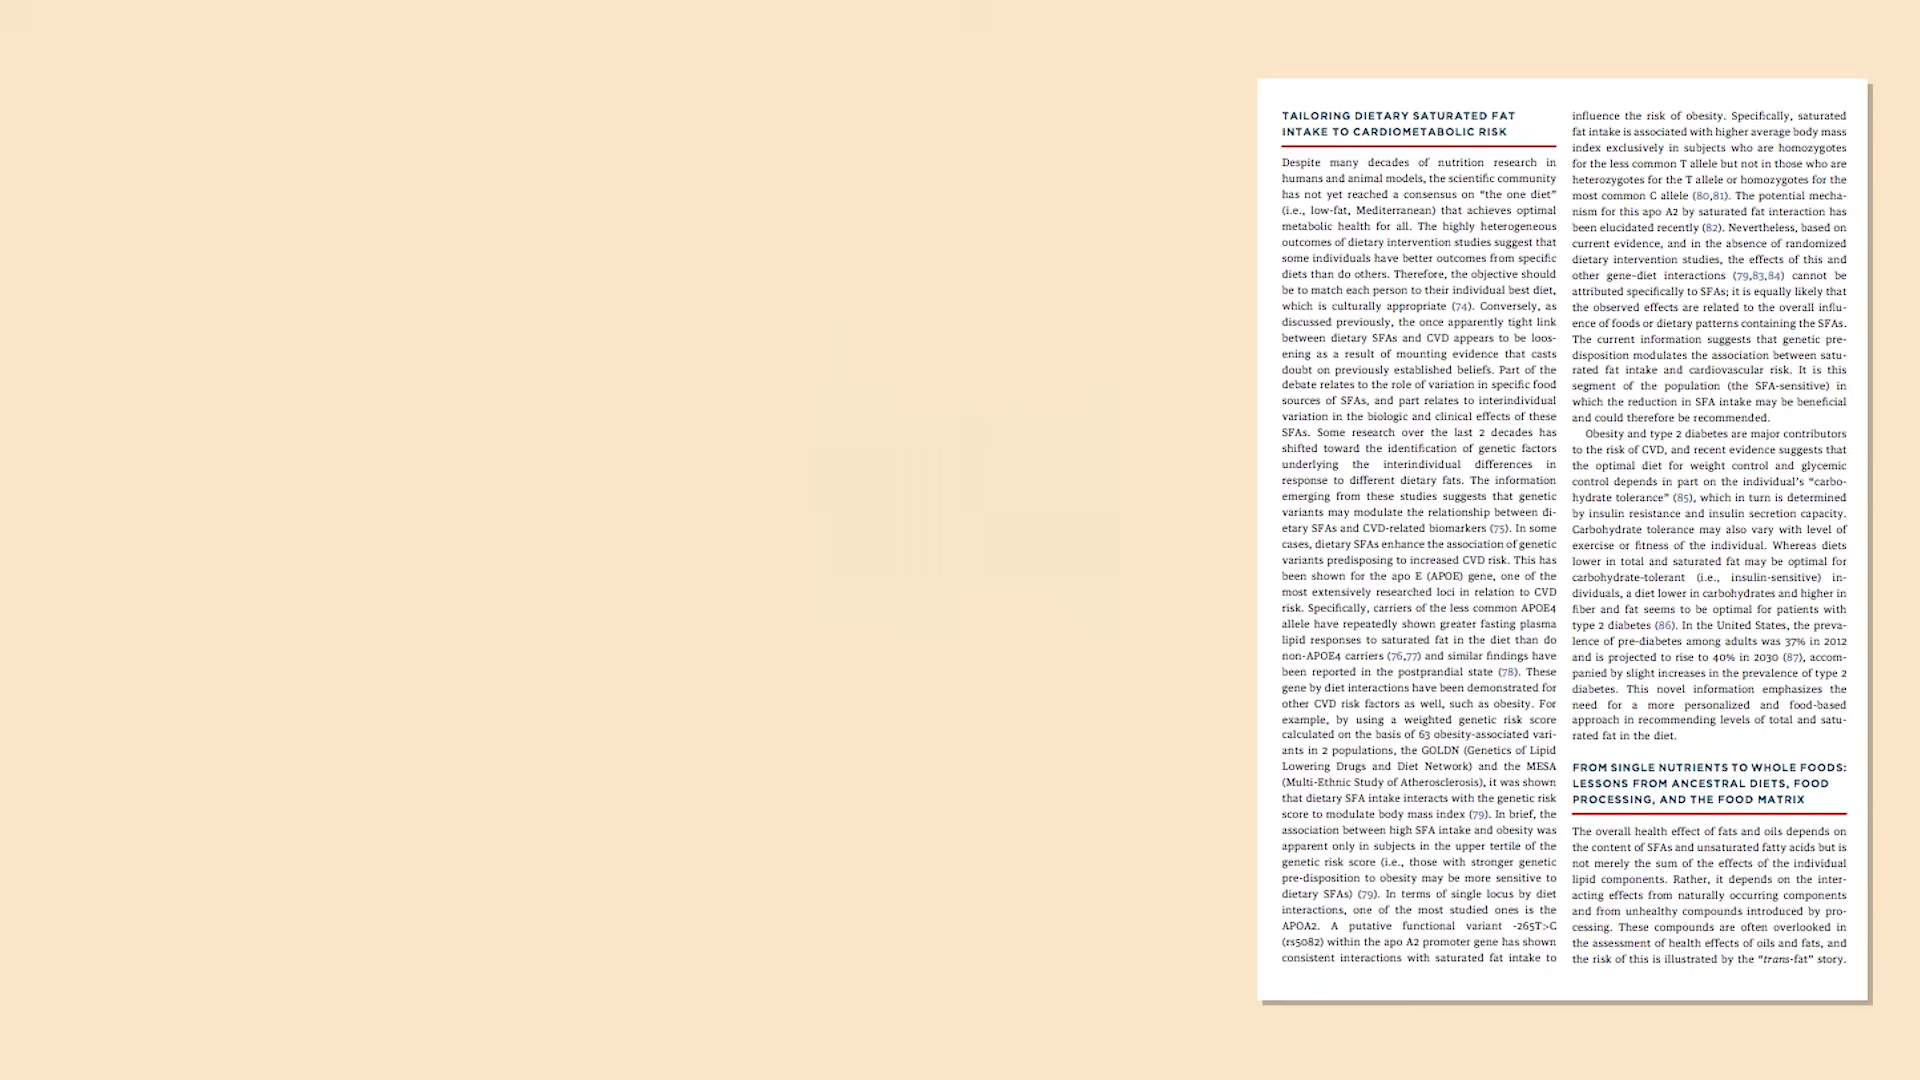 TAILORING DIETARY SATURATED FAT
INTAKE TO CARDIOMETABOLIC RISK
Despite many decades of nutrition research in
humans and animal models, the scientific community
has not yet reached a consensus on “the one diet”
(i.e., low-fat, Mediterranean) that achieves optimal
metabolic health for all. The highly heterogeneous
outcomes of dietary intervention studies suggest that
some individuals have better outcomes from specific
diets than do others. Therefore, the objective should
be to match each person to their individual best diet,
which is culturally appropriate (74). Conversely, as
discussed previously, the once apparently tight link
between dietary SFAs and CVD appears to be loos-
ening as a result of mounting evidence that casts
doubt on previously established beliefs. Part of the
debate relates to the role of variation in specific food
sources of SFAs, and part relates to interindividual
variation in the biologic and clinical effects of these
SFAs. Some research over the last 2 decades has
shifted toward the identification of genetic factors
underlying the interindividual differences in
response to different dietary fats. The information
emerging from these studies suggests that genetic
variants may modulate the relationship between di-
etary SFAs and CVD-related biomarkers (75). In some
cases, dietary SFAs enhance the association of genetic
variants predisposing to increased CVD risk. This has
been shown for the apo E (APOE) gene, one of the
most extensively researched loci in relation to CVD
risk. Specifically, carriers of the less common APOE4
allele have repeatedly shown greater fasting plasma
lipid responses to saturated fat in the diet than do
non-APOE4 carriers (76,77) and similar findings have
been reported in the postprandial state (78). These
gene by diet interactions have been demonstrated for
other CVD risk factors as well, such as obesity. For
example, by using a weighted genetic risk score
calculated on the basis of 63 obesity-associated vari-
ants in 2 populations, the GOLDN (Genetics of Lipid
Lowering Drugs and Diet Network) and the MESA
(Multi-Ethnic Study of Atherosclerosis), it was shown
that dietary SFA intake interacts with the genetic risk
score to modulate body mass index (79). In brief, the
association between high SFA intake and obesity was
apparent only in subjects in the upper tertile of the
genetic risk score (i.e., those with stronger genetic
pre-disposition to obesity may be more sensitive to
dietary SFAs) (79). In terms of single locus by diet
interactions, one of the most studied ones is the
APOA2. A putative functional variant -265T>C
(rs5082) within the apo A2 promoter gene has shown
consistent interactions with saturated fat intake to
influence the risk of obesity. Specifically, saturated
fat intake is associated with higher average body mass
index exclusively in subjects who are homozygotes
for the less common T allele but not in those who are
heterozygotes for the T allele or homozygotes for the
most common C allele (80,81). The potential mecha-
nism for this apo A2 by saturated fat interaction has
been elucidated recently (82). Nevertheless, based on
current evidence, and in the absence of randomized
dietary intervention studies, the effects of this and
other gene–diet interactions (79,83,84) cannot be
attributed specifically to SFAs; it is equally likely that
the observed effects are related to the overall influ-
ence of foods or dietary patterns containing the SFAs.
The current information suggests that genetic pre-
disposition modulates the association between satu-
rated fat intake and cardiovascular risk. It is this
segment of the population (the SFA-sensitive) in
which the reduction in SFA intake may be beneficial
and could therefore be recommended.
Obesity and type 2 diabetes are major contributors
to the risk of CVD, and recent evidence suggests that
the optimal diet for weight control and glycemic
control depends in part on the individual’s “carbo-
hydrate tolerance” (85), which in turn is determined
by insulin resistance and insulin secretion capacity.
Carbohydrate tolerance may also vary with level of
exercise or fitness of the individual. Whereas diets
lower in total and saturated fat may be optimal for
carbohydrate-tolerant (i.e., insulin-sensitive) in-
dividuals, a diet lower in carbohydrates and higher in
fiber and fat seems to be optimal for patients with
type 2 diabetes (86). In the United States, the preva-
lence of pre-diabetes among adults was 37% in 2012
and is projected to rise to 40% in 2030 (87), accom-
panied by slight increases in the prevalence of type 2
diabetes. This novel information emphasizes the
need for a more personalized and food-based
approach in recommending levels of total and satu-
rated fat in the diet.
FROM SINGLE NUTRIENTS TO WHOLE FOODS:
LESSONS FROM ANCESTRAL DIETS, FOOD
PROCESSING, AND THE FOOD MATRIX
The overall health effect of fats and oils depends on
the content of SFAs and unsaturated fatty acids but is
not merely the sum of the effects of the individual
lipid components. Rather, it depends on the inter-
acting effects from naturally occurring components
and from unhealthy compounds introduced by pro-
cessing. These compounds are often overlooked in
the assessment of health effects of oils and fats, and
the risk of this is illustrated by the “trans-fat” story.